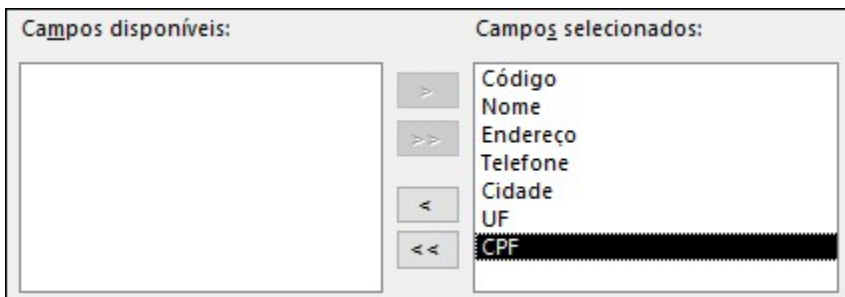 Campos disponíveis:
Campos selecionados:
>
>>
<
<<
Código
Nome
Endereço
Telefone
Cidade
UF
CPF